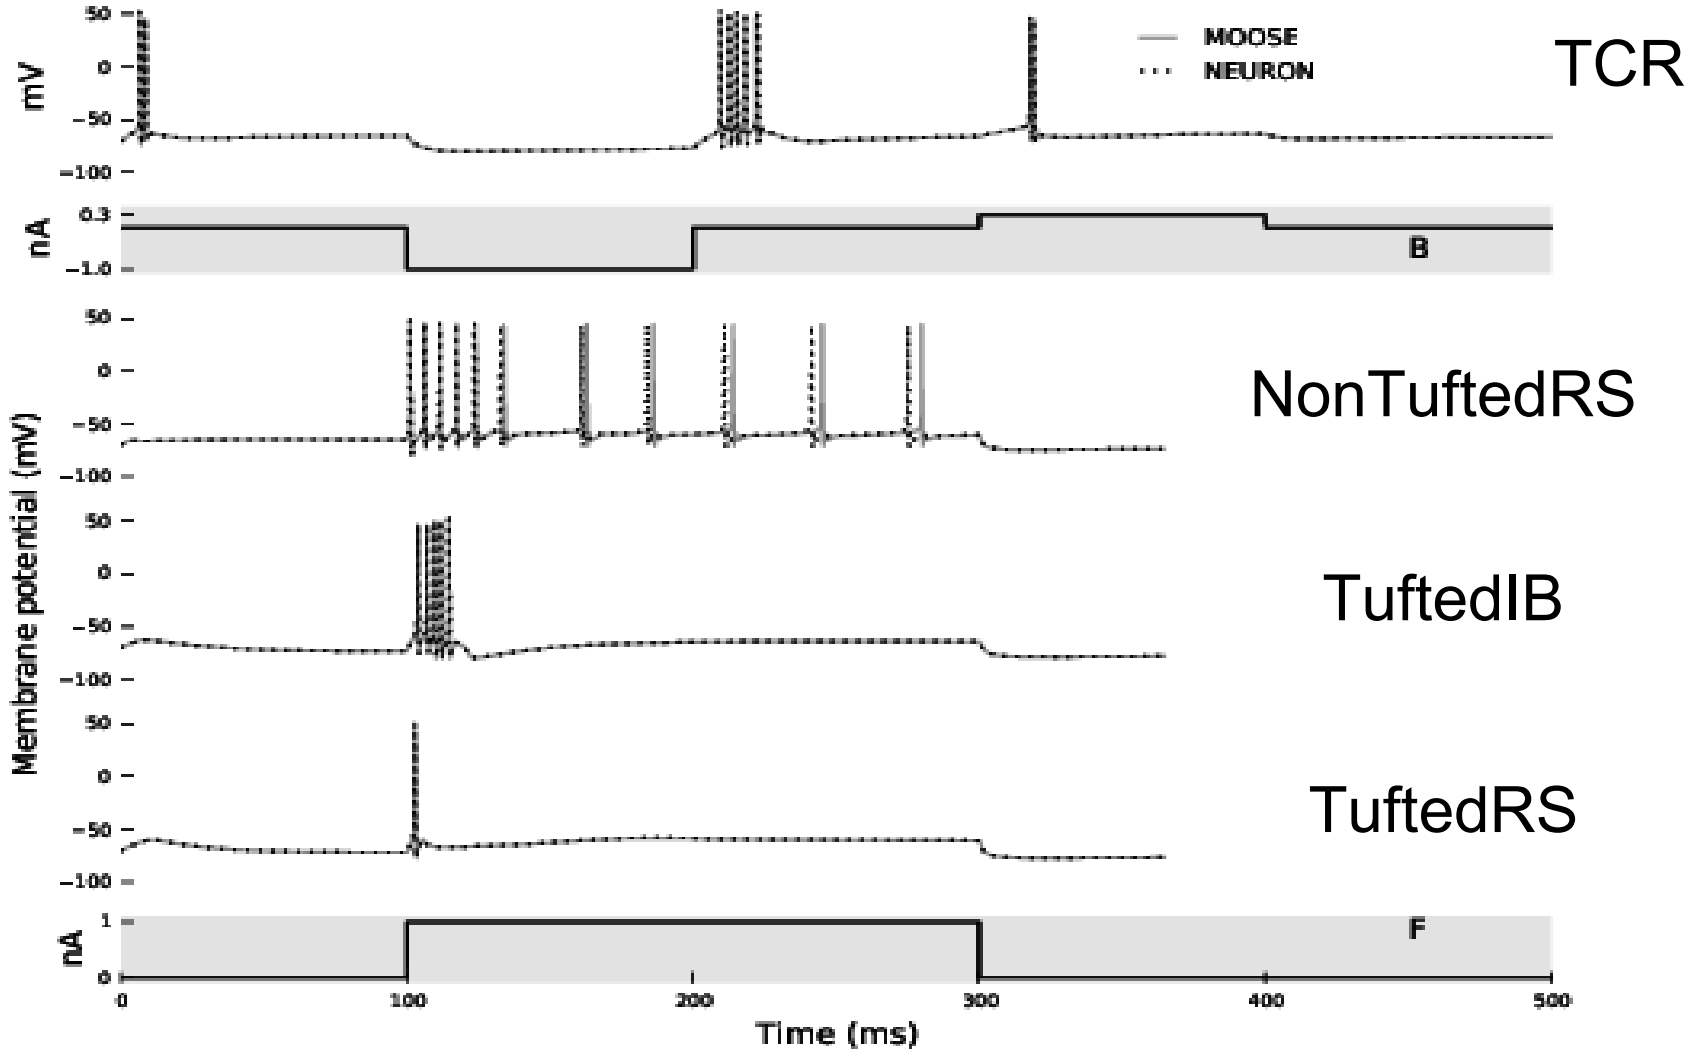 50
0
−50
−100
mV
MOOSE
NEURON
TCR
0.3
−1.0
nA
B
50
0
−50
−100
NonTuftedRS
Membrane potential (mV)
50
0
−50
−100
TuftedIB
50
0
−50
−100
TuftedRS
1
0
nA
F
0 100 200 300 400 500
Time (ms)